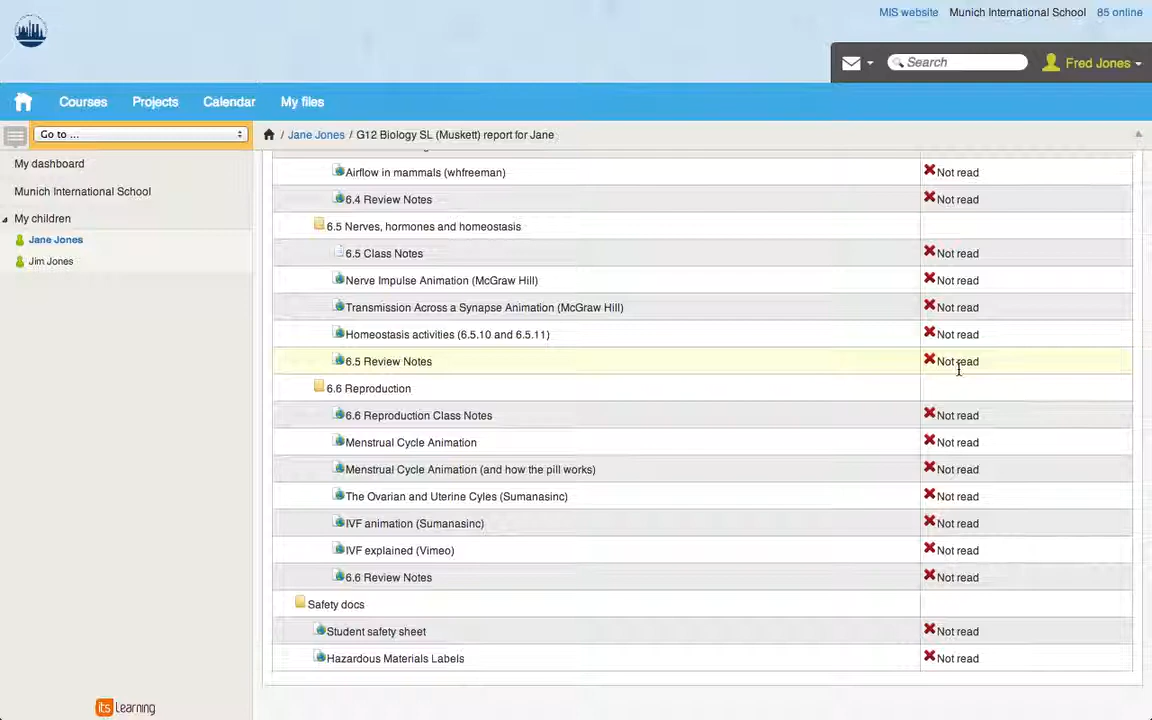 MIS website Munich International School 85 online
Search
Fred Jones
Courses Projects Calendar My files
Go to ...
/ Jane Jones / G12 Biology SL (Muskett) report for Jane
My dashboard
Munich International School
My children
Jane Jones
Jim Jones
Airflow in mammals (whfreeman) Not read
6.4 Review Notes Not read
6.5 Nerves, hormones and homeostasis
6.5 Class Notes Not read
Nerve Impulse Animation (McGraw Hill) Not read
Transmission Across a Synapse Animation (McGraw Hill) Not read
Homeostasis activities (6.5.10 and 6.5.11) Not read
6.5 Review Notes Not read
6.6 Reproduction
6.6 Reproduction Class Notes Not read
Menstrual Cycle Animation Not read
Menstrual Cycle Animation (and how the pill works) Not read
The Ovarian and Uterine Cyles (Sumanasinc) Not read
IVF animation (Sumanasinc) Not read
IVF explained (Vimeo) Not read
6.6 Review Notes Not read
Safety docs
Student safety sheet Not read
Hazardous Materials Labels Not read
its Learning